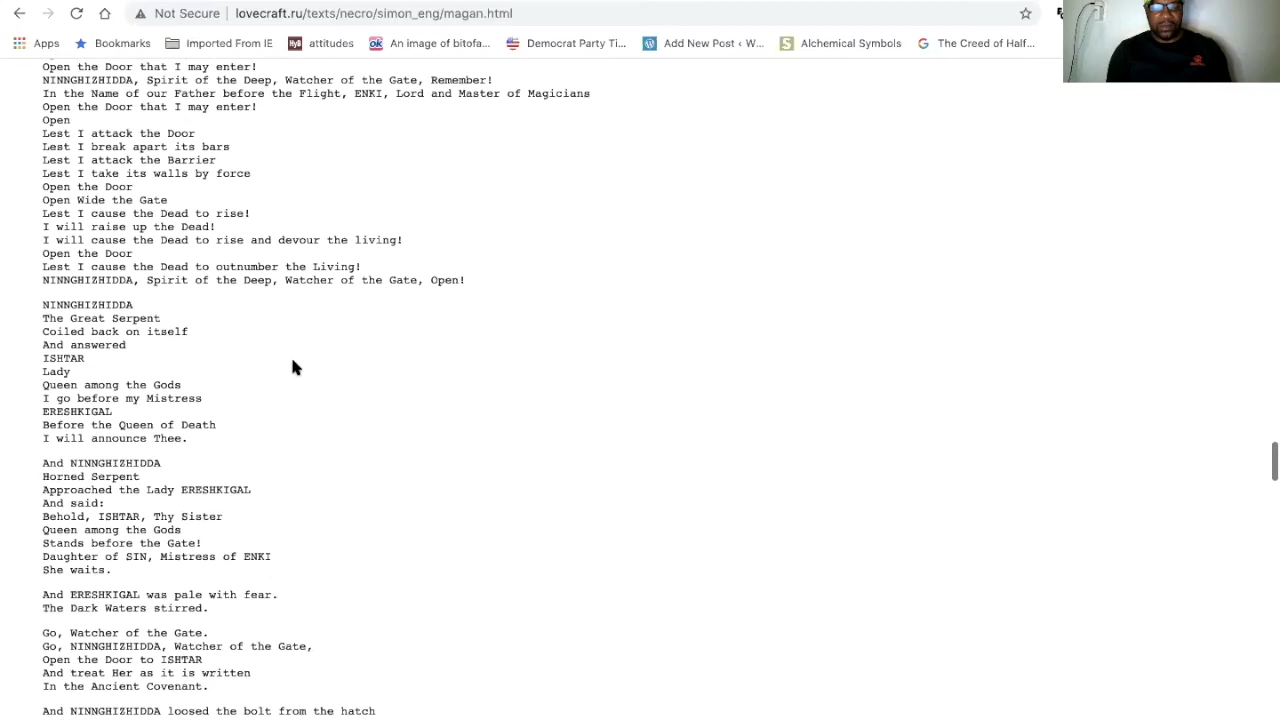 Not Secure
lovecraft.ru/texts/necro/simon_eng/magan.html
Apps
Bookmarks
Imported From IE
HyB
attitudes
ok
An image of bitofa...
Democrat Party Ti...
Add New Post ‹ W...
S
Alchemical Symbols
G
The Creed of Half...
Open the Door that I may enter!
NINNGHIZHIDDA, Spirit of the Deep, Watcher of the Gate, Remember!
In the Name of our Father before the Flight, ENKI, Lord and Master of Magicians
Open the Door that I may enter!
Open
Lest I attack the Door
Lest I break apart its bars
Lest I attack the Barrier
Lest I take its walls by force
Open the Door
Open Wide the Gate
Lest I cause the Dead to rise!
I will raise up the Dead!
I will cause the Dead to rise and devour the living!
Open the Door
Lest I cause the Dead to outnumber the Living!
NINNGHIZHIDDA, Spirit of the Deep, Watcher of the Gate, Open!
NINNGHIZHIDDA
The Great Serpent
Coiled back on itself
And answered
ISHTAR
Lady
Queen among the Gods
I go before my Mistress
ERESHKIGAL
Before the Queen of Death
I will announce Thee.
And NINNGHIZHIDDA
Horned Serpent
Approached the Lady ERESHKIGAL
And said:
Behold, ISHTAR, Thy Sister
Queen among the Gods
Stands before the Gate!
Daughter of SIN, Mistress of ENKI
She waits.
And ERESHKIGAL was pale with fear.
The Dark Waters stirred.
Go, Watcher of the Gate.
Go, NINNGHIZHIDDA, Watcher of the Gate,
Open the Door to ISHTAR
And treat Her as it is written
In the Ancient Covenant.
And NINNGHIZHIDDA loosed the bolt from the hatch